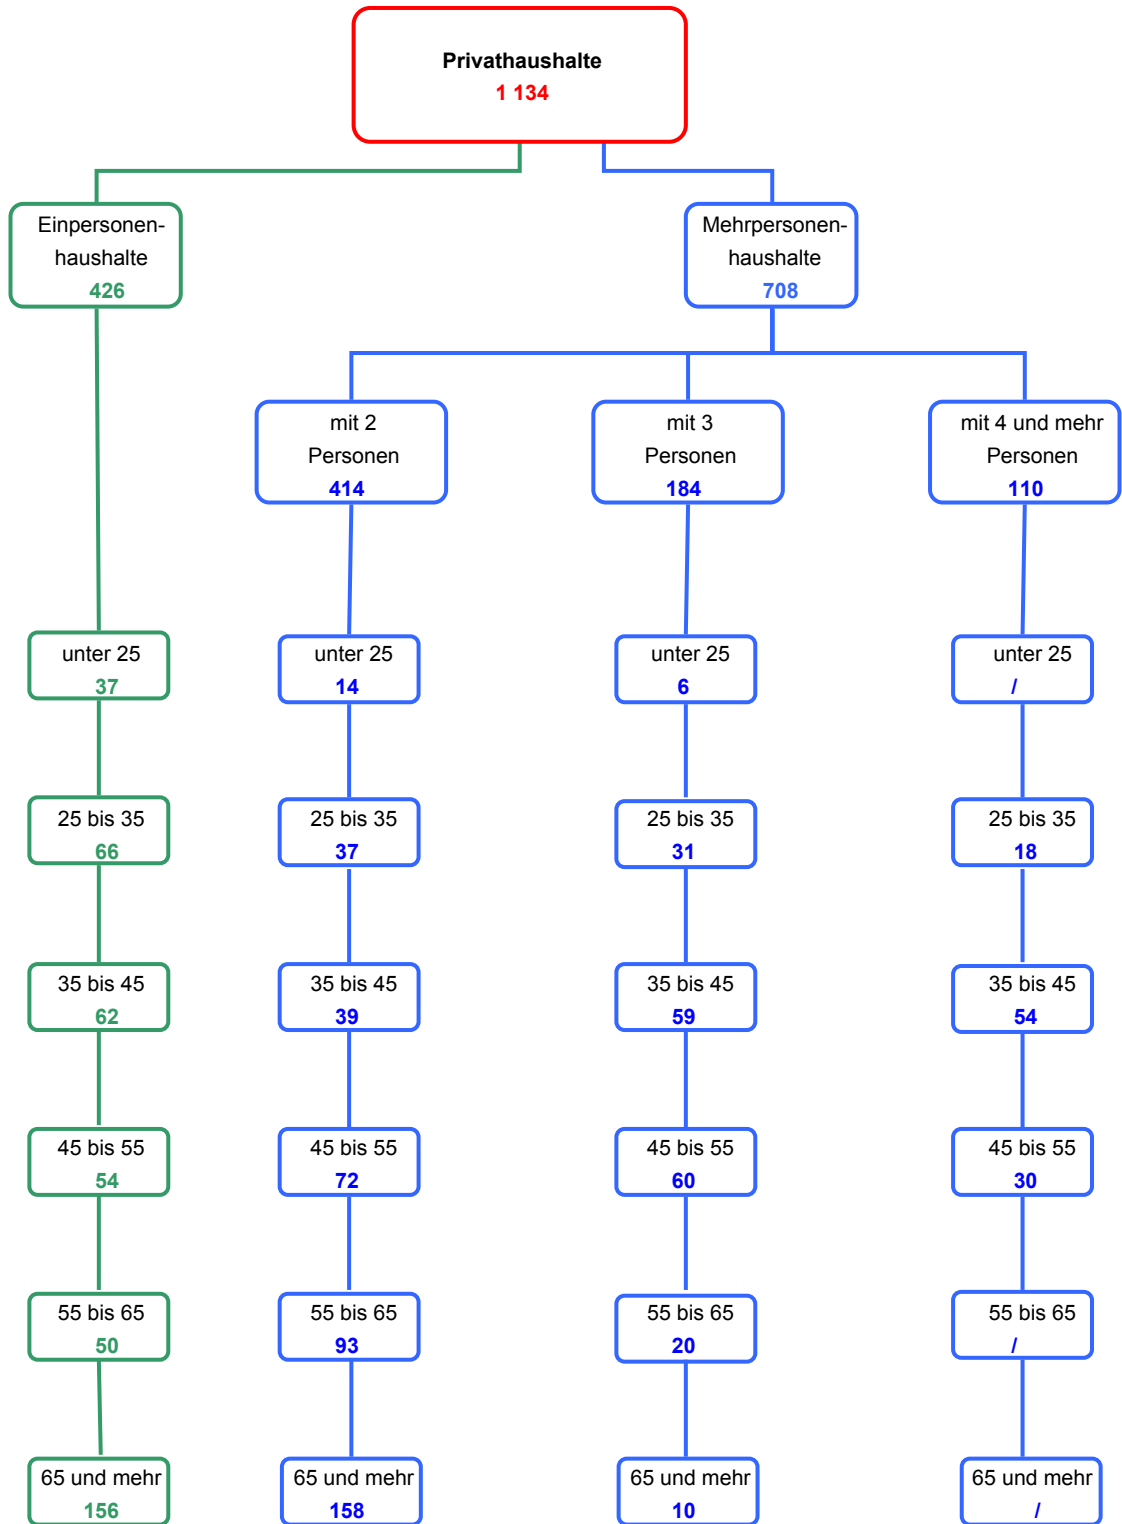 Privathaushalte
1 134
Einpersonen-
haushalte
426
Mehrpersonen-
haushalte
708
mit 2
Personen
414
mit 3
Personen
184
mit 4 und mehr
Personen
110
unter 25
37
unter 25
14
unter 25
6
unter 25
/
25 bis 35
66
25 bis 35
37
25 bis 35
31
25 bis 35
18
35 bis 45
62
35 bis 45
39
35 bis 45
59
35 bis 45
54
45 bis 55
54
45 bis 55
72
45 bis 55
60
45 bis 55
30
55 bis 65
50
55 bis 65
93
55 bis 65
20
55 bis 65
/
65 und mehr
156
65 und mehr
158
65 und mehr
10
65 und mehr
/